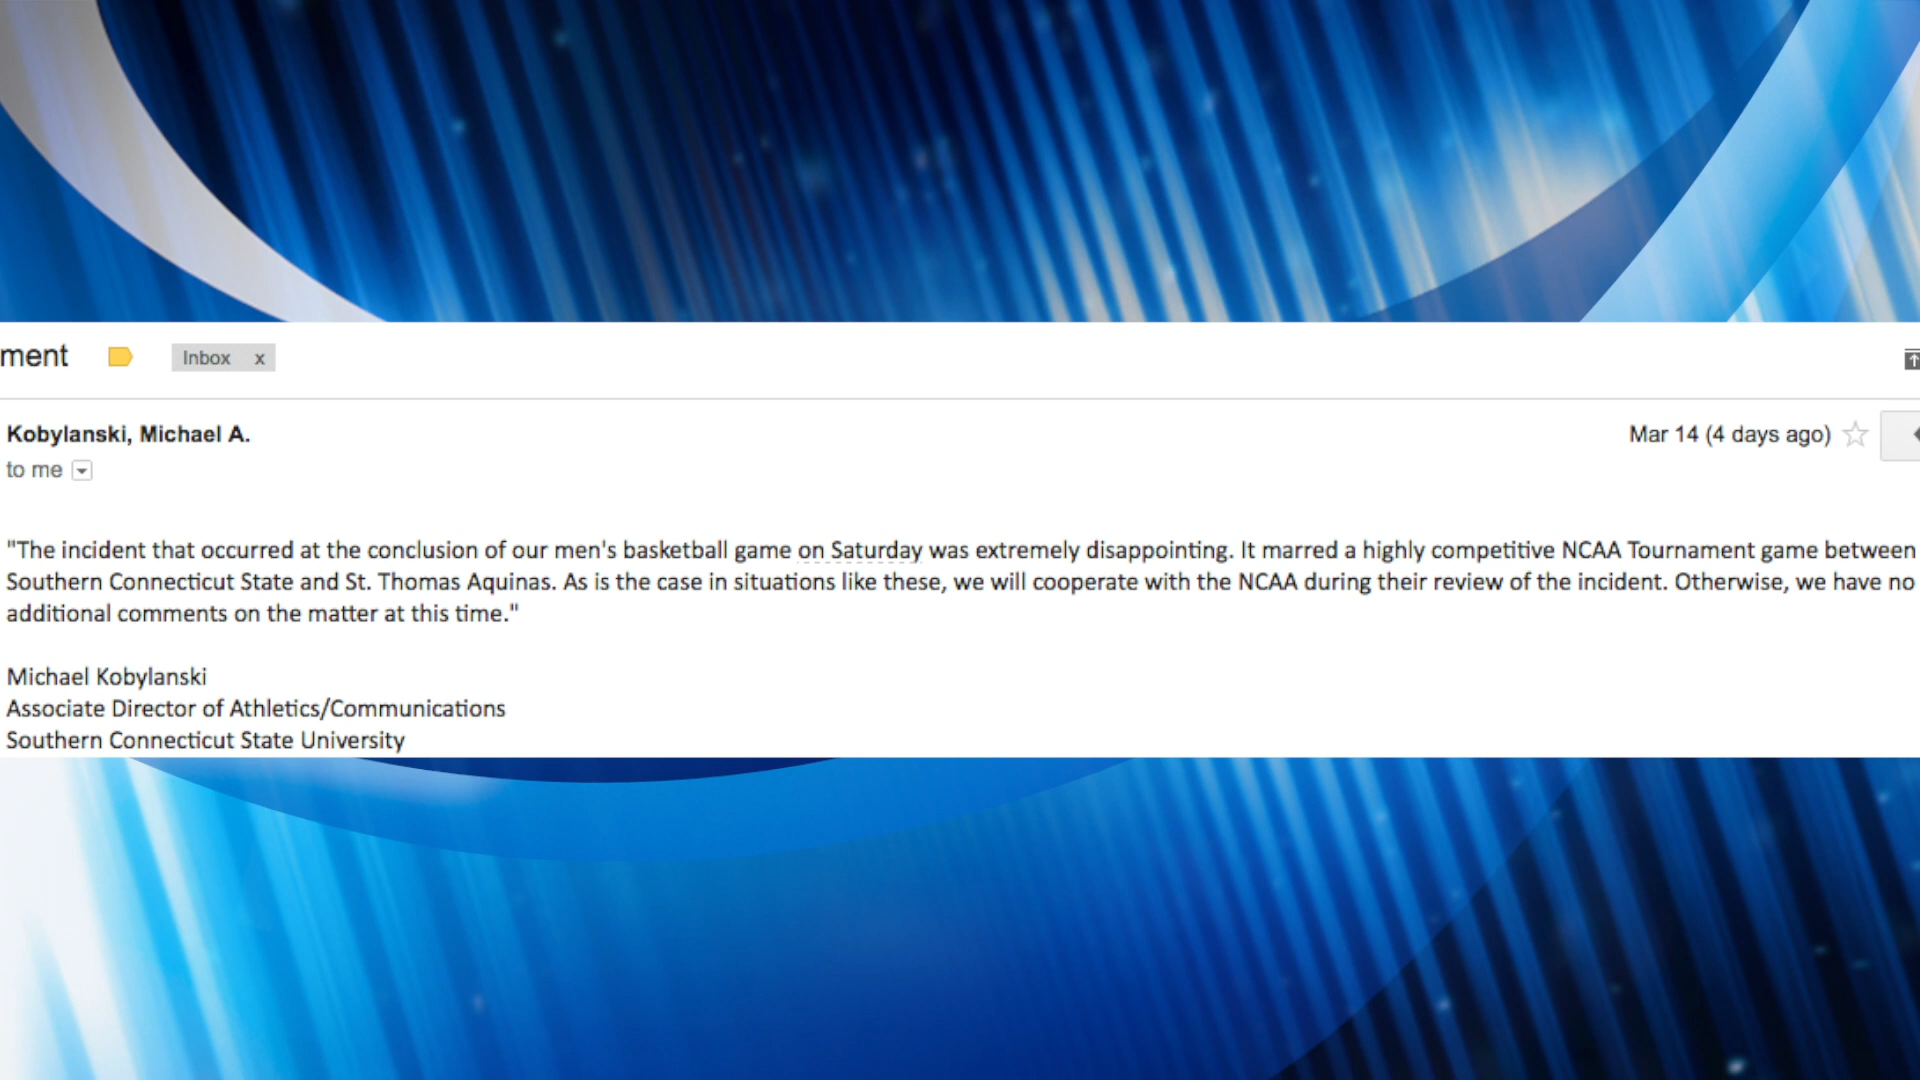 ment Inbox x
Kobylanski, Michael A. Mar 14 (4 days ago)
to me
"The incident that occurred at the conclusion of our men's basketball game on Saturday was extremely disappointing. It marred a highly competitive NCAA Tournament game between
Southern Connecticut State and St. Thomas Aquinas. As is the case in situations like these, we will cooperate with the NCAA during their review of the incident. Otherwise, we have no
additional comments on the matter at this time."
Michael Kobylanski
Associate Director of Athletics/Communications
Southern Connecticut State University